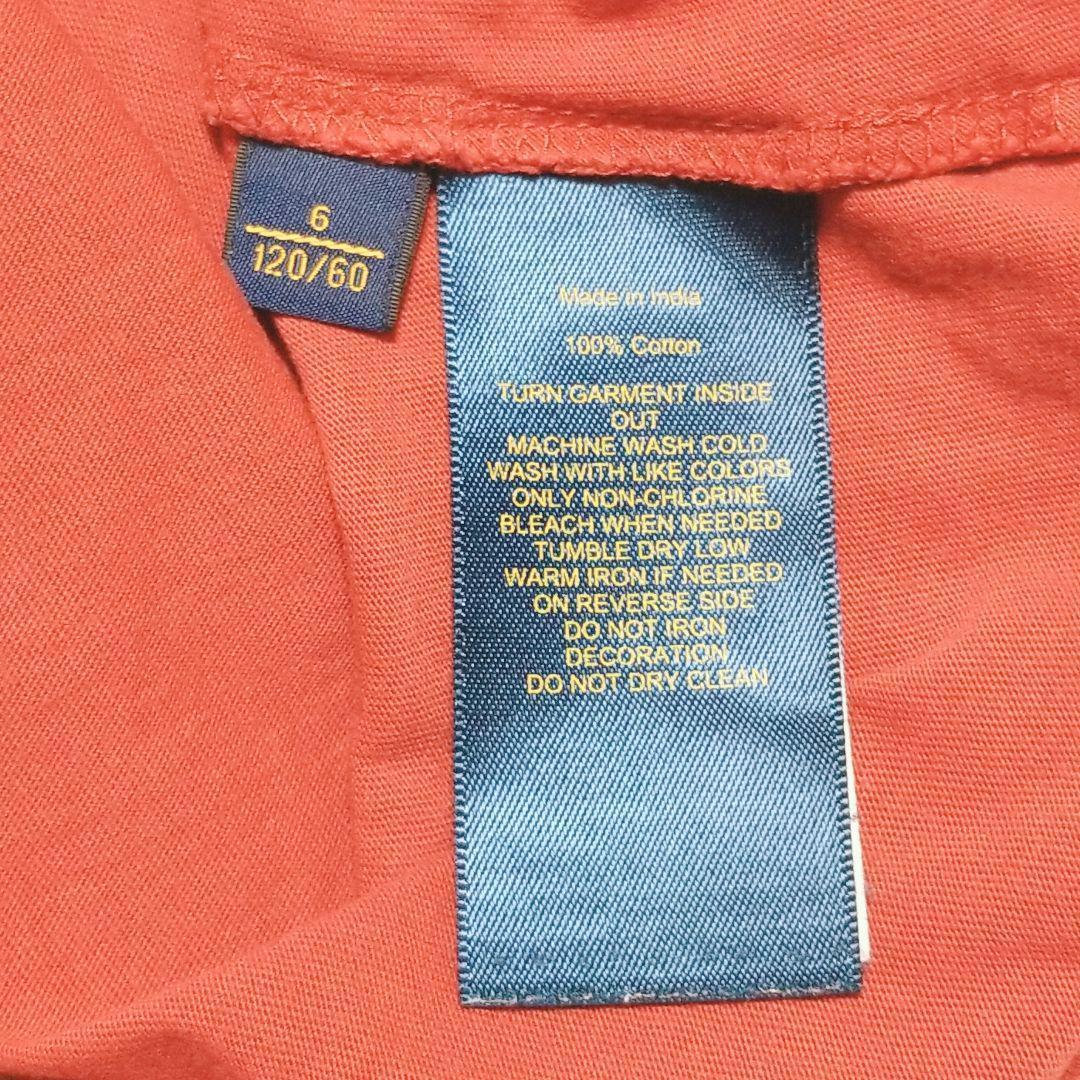 6
120/60
Made in India
100% Cotton
TURN GARMENT INSIDE
OUT
MACHINE WASH COLD
WASH WITH LIKE COLORS
ONLY NON-CHLORINE
BLEACH WHEN NEEDED
TUMBLE DRY LOW
WARM IRON IF NEEDED
ON REVERSE SIDE
DO NOT IRON
DECORATION
DO NOT DRY CLEAN